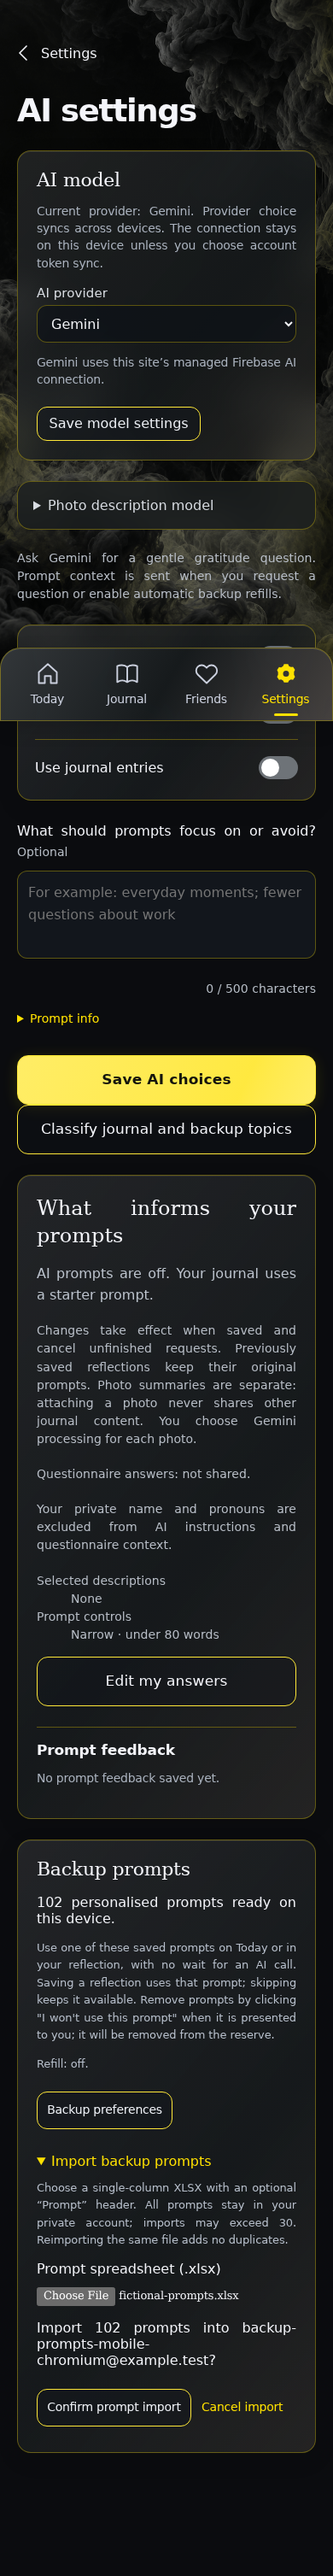 Settings
AI settings
AI model
Current provider: Gemini. Provider choice
syncs across devices. The connection stays
on this device unless you choose account
token sync.
AI provider
Gemini
Gemini uses this site’s managed Firebase AI
connection.
Save model settings
Photo description model
Ask Gemini for a gentle gratitude question.
Prompt context is sent when you request a
question or enable automatic backup refills.
Today
Journal
Friends
Settings
Use journal entries
What should prompts focus on or avoid?
Optional
For example: everyday moments; fewer
questions about work
0 / 500 characters
Prompt info
Save AI choices
Classify journal and backup topics
What informs your
prompts
AI prompts are off. Your journal uses
a starter prompt.
Changes take effect when saved and
cancel unfinished requests. Previously
saved reflections keep their original
prompts. Photo summaries are separate:
attaching a photo never shares other
journal content. You choose Gemini
processing for each photo.
Questionnaire answers: not shared.
Your private name and pronouns are
excluded from AI instructions and
questionnaire context.
Selected descriptions
None
Prompt controls
Narrow · under 80 words
Edit my answers
Prompt feedback
No prompt feedback saved yet.
Backup prompts
102 personalised prompts ready on
this device.
Use one of these saved prompts on Today or in
your reflection, with no wait for an AI call.
Saving a reflection uses that prompt; skipping
keeps it available. Remove prompts by clicking
"I won't use this prompt" when it is presented
to you; it will be removed from the reserve.
Refill: off.
Backup preferences
Import backup prompts
Choose a single-column XLSX with an optional
“Prompt” header. All prompts stay in your
private account; imports may exceed 30.
Reimporting the same file adds no duplicates.
Prompt spreadsheet (.xlsx)
Choose File fictional-prompts.xlsx
Import 102 prompts into backup-
prompts-mobile-
chromium@example.test?
Confirm prompt import
Cancel import